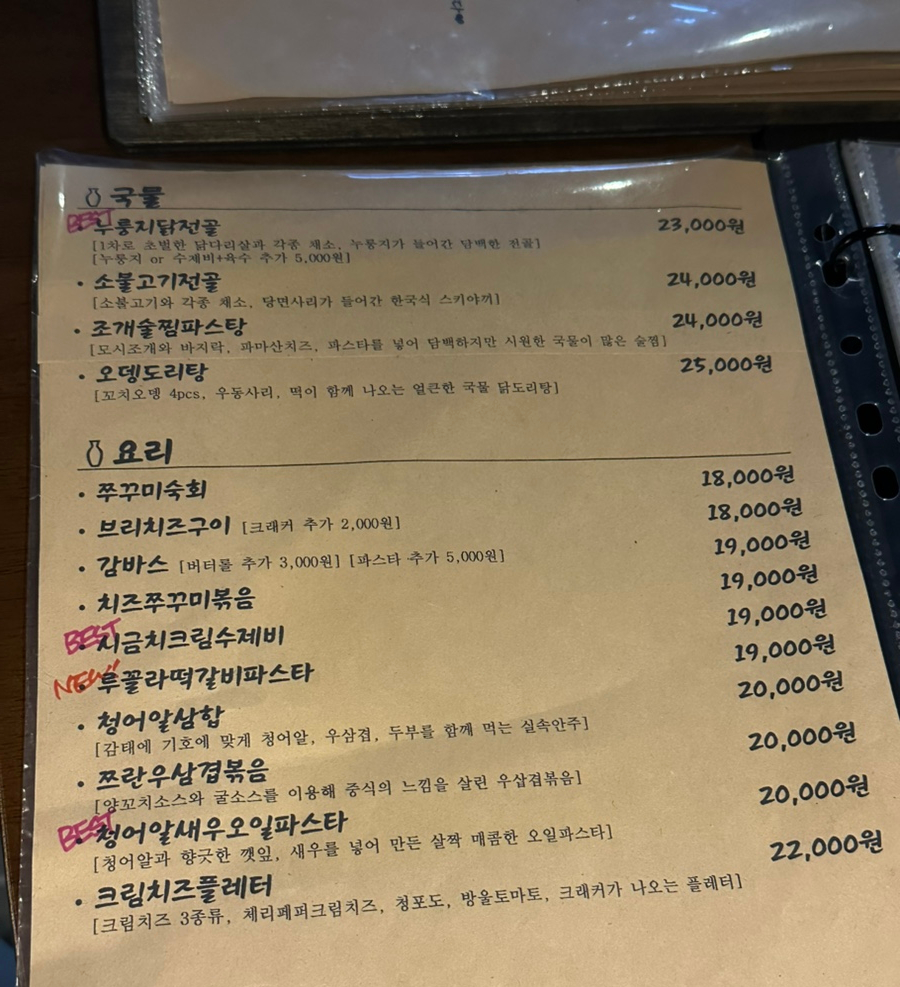 국물
BEST 누룽지닭전골 23,000원
[1차로 초벌한 닭다리살과 각종 채소, 누룽지가 들어간 담백한 전골]
[누룽지 or 수제비+육수 추가 5,000원]
• 소불고기전골 24,000원
[소불고기와 각종 채소, 당면사리가 들어간 한국식 스키야끼]
• 조개술찜파스탕 24,000원
[모시조개와 바지락, 파마산치즈, 파스타를 넣어 담백하지만 시원한 국물이 많은 술찜]
• 오뎅도리탕 25,000원
[꼬치오뎅 4pcs, 우동사리, 떡이 함께 나오는 얼큰한 국물 닭도리탕]
요리
• 쭈꾸미숙회 18,000원
• 브리치즈구이 [크래커 추가 2,000원] 18,000원
• 감바스 [버터롤 추가 3,000원] [파스타 추가 5,000원] 19,000원
• 치즈쭈꾸미볶음 19,000원
BEST 시금치크림수제비 19,000원
NEW" 루꼴라떡갈비파스타 19,000원
• 청어알삼합 20,000원
[감태에 기호에 맞게 청어알, 우삼겹, 두부를 함께 먹는 실속안주]
• 쯔란우삼겹볶음 20,000원
[양꼬치소스와 굴소스를 이용해 중식의 느낌을 살린 우삼겹볶음]
BEST 청어알새우오일파스타 20,000원
[청어알과 향긋한 깻잎, 새우를 넣어 만든 살짝 매콤한 오일파스타]
• 크림치즈플레터 22,000원
[크림치즈 3종류, 체리페퍼크림치즈, 청포도, 방울토마토, 크래커가 나오는 플레터]